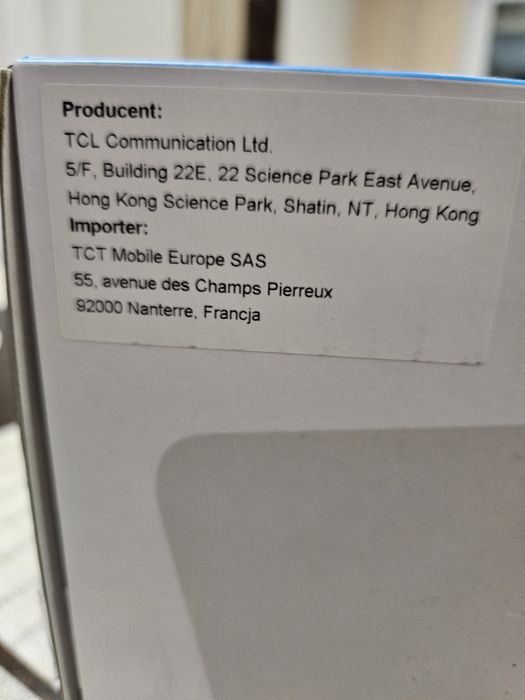 Producent:
TCL Communication Ltd.
5/F, Building 22E, 22 Science Park East Avenue,
Hong Kong Science Park, Shatin, NT, Hong Kong
Importer:
TCT Mobile Europe SAS
55, avenue des Champs Pierreux
92000 Nanterre, Francja